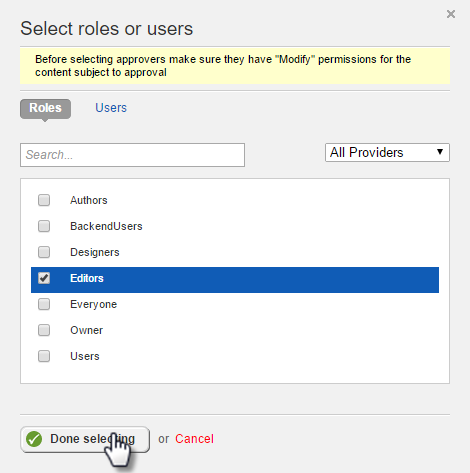 Select roles or users
Before selecting approvers make sure they have "Modify" permissions for the
content subject to approval
Roles Users
Search... All Providers
Authors
BackendUsers
Designers
Editors
Everyone
Owner
Users
Done selecting or Cancel